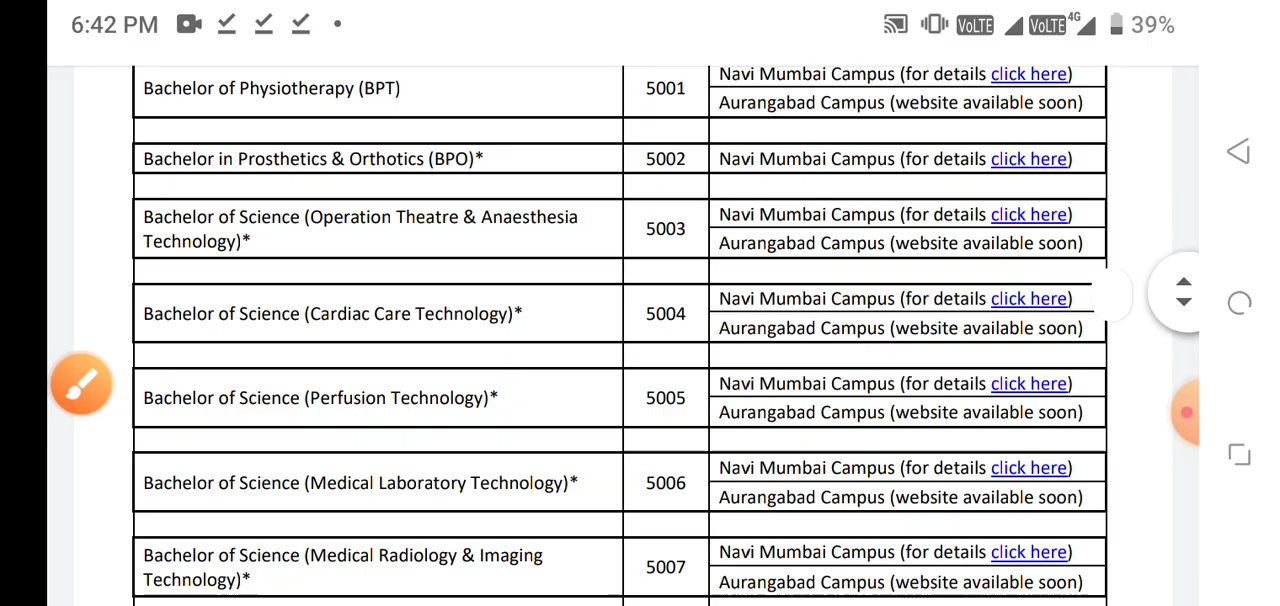 6:42 PM
VoLTE VoLTE 4G 39%
Bachelor of Physiotherapy (BPT) 5001 Navi Mumbai Campus (for details click here)
Aurangabad Campus (website available soon)
Bachelor in Prosthetics & Orthotics (BPO)* 5002 Navi Mumbai Campus (for details click here)
Bachelor of Science (Operation Theatre & Anaesthesia
Technology)*
5003
Navi Mumbai Campus (for details click here)
Aurangabad Campus (website available soon)
Bachelor of Science (Cardiac Care Technology)* 5004 Navi Mumbai Campus (for details click here)
Aurangabad Campus (website available soon)
Bachelor of Science (Perfusion Technology)* 5005 Navi Mumbai Campus (for details click here)
Aurangabad Campus (website available soon)
Bachelor of Science (Medical Laboratory Technology)* 5006 Navi Mumbai Campus (for details click here)
Aurangabad Campus (website available soon)
Bachelor of Science (Medical Radiology & Imaging
Technology)*
5007
Navi Mumbai Campus (for details click here)
Aurangabad Campus (website available soon)